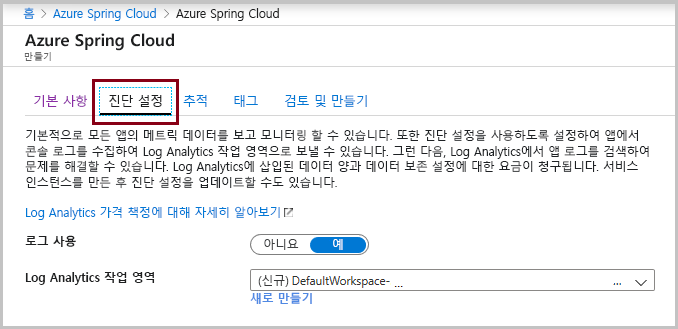 홈 > Azure Spring Cloud > Azure Spring Cloud
Azure Spring Cloud
만들기
기본 사항 진단 설정 추적 태그 검토 및 만들기
기본적으로 모든 앱의 메트릭 데이터를 보고 모니터링 할 수 있습니다. 또한 진단 설정을 사용하도록 설정하여 앱에서
콘솔 로그를 수집하여 Log Analytics 작업 영역으로 보낼 수 있습니다. 그런 다음, Log Analytics에서 앱 로그를 검색하여
문제를 해결할 수 있습니다. Log Analytics에 삽입된 데이터 양과 데이터 보존 설정에 대한 요금이 청구됩니다. 서비스
인스턴스를 만든 후 진단 설정을 업데이트할 수도 있습니다.
Log Analytics 가격 책정에 대해 자세히 알아보기
로그 사용 아니요 예
Log Analytics 작업 영역 (신규) DefaultWorkspace- ... ...
새로 만들기